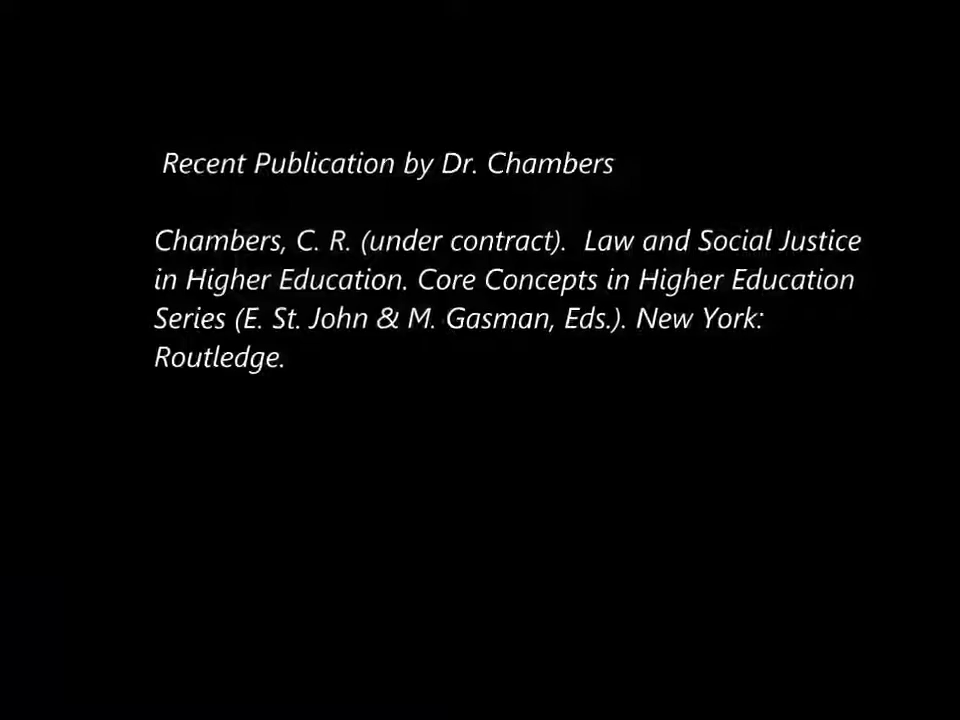 Recent Publication by Dr. Chambers
Chambers, C. R. (under contract).  Law and Social Justice
in Higher Education. Core Concepts in Higher Education
Series (E. St. John & M. Gasman, Eds.). New York:
Routledge.